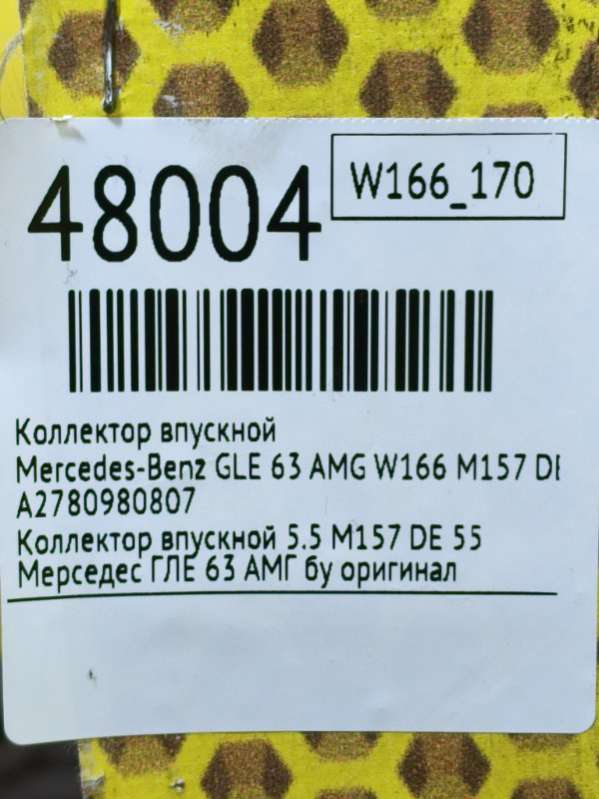 48004
W166_170
Коллектор впускной
Mercedes-Benz GLE 63 AMG W166 M157 DE
A2780980807
Коллектор впускной 5.5 M157 DE 55
Мерседес ГЛЕ 63 АМГ бу оригинал